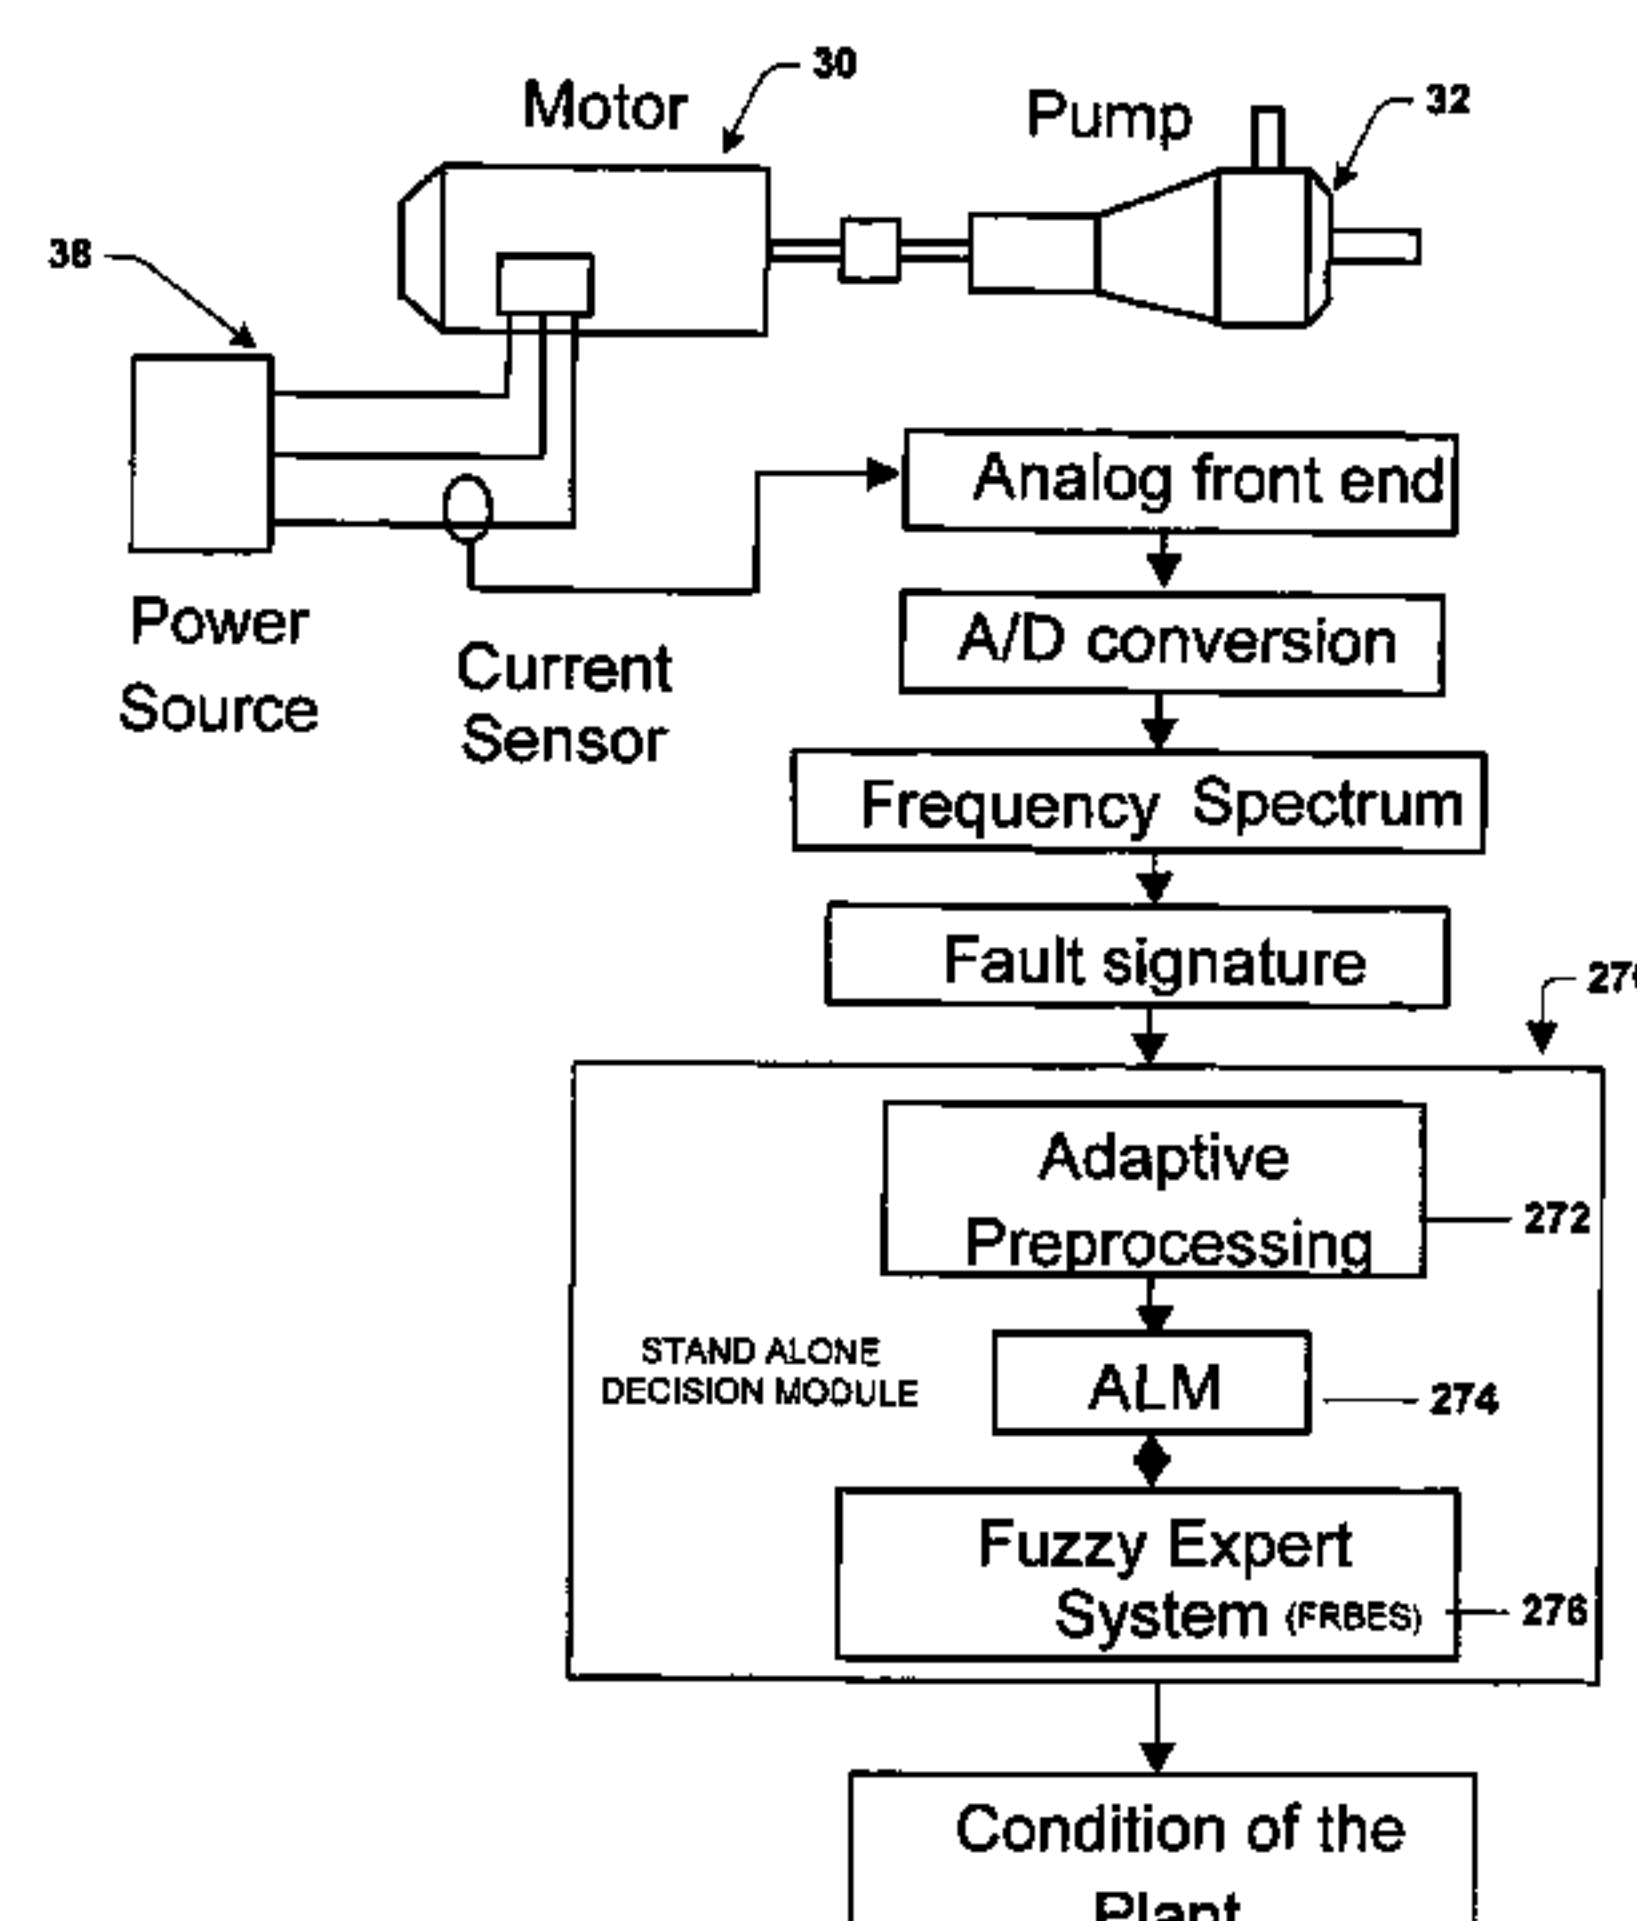 Motor
30
Pump
32
38
Analog front end
A/D conversion
Power
Source
Current
Sensor
Frequency Spectrum
Fault signature
Adaptive
Preprocessing
272
STAND ALONE
DECISION MODULE
ALM
274
Fuzzy Expert
System (FRBES)
276
Condition of the
Plant